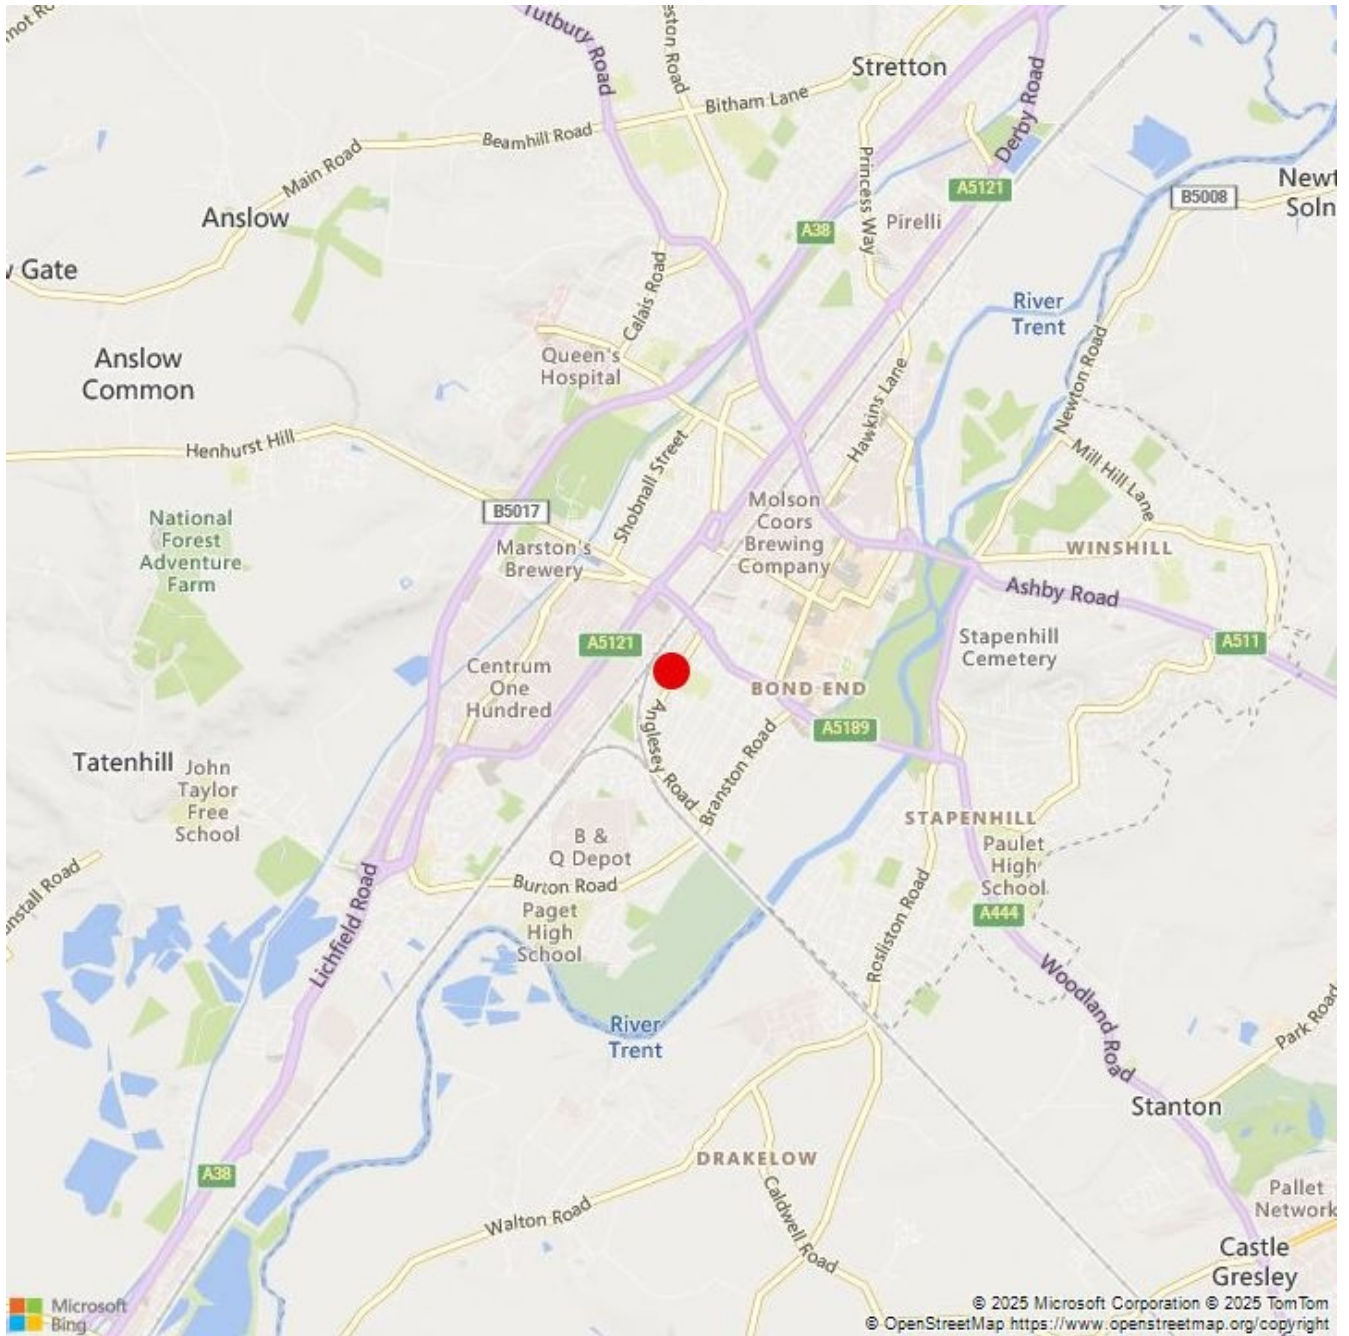 Tutbury Road
Stretton
Bitham Lane
Beamhill Road
Derby Road
Main Road
Princess Way
A5121
B5008
Anslow
Pirelli
A38
Calais Road
River
Trent
Anslow
Common
Queen's
Hospital
Newton Road
Hawkins Lane
Henhurst Hill
Mill Hill Lane
Shobnall Street
B5017
Molson
Coors
Brewing
Company
National
Forest
Adventure
Farm
Marston's
Brewery
WINSHILL
Ashby Road
A5121
Stapenhill
Cemetery
A511
Centrum
One
Hundred
BOND END
A5189
Anglesey Road
Branston Road
Tatenhill
John
Taylor
Free
School
STAPENHILL
B &
Q Depot
Paulet
High
School
Burton Road
Lichfield Road
Paget
High
School
Rosliston Road
A444
Woodland Road
River
Trent
Park Road
Stanton
DRAKELOW
A38
Caldwell Road
Walton Road
Pallet
Network
Castle
Gresley
Microsoft
Bing
© 2025 Microsoft Corporation © 2025 TomTom
© OpenStreetMap https://www.openstreetmap.org/copyright